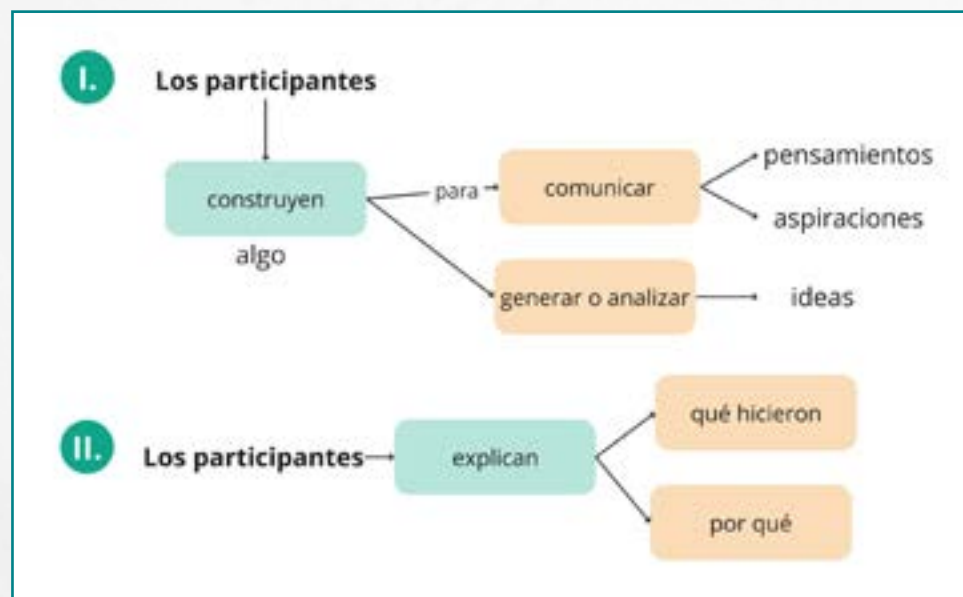 I.
Los participantes
construyen
algo
para
comunicar
pensamientos
aspiraciones
generar o analizar
ideas
II.
Los participantes
explican
qué hicieron
por qué